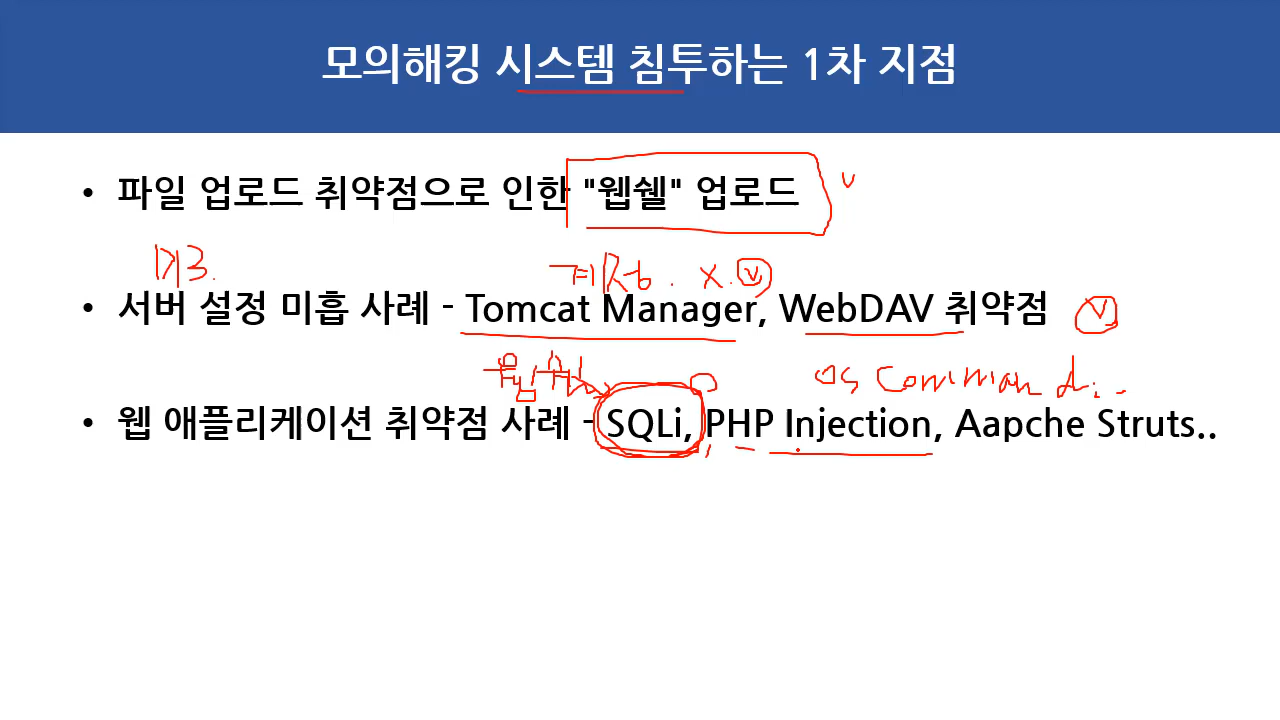 모의해킹 시스템 침투하는 1차 지점
• 파일 업로드 취약점으로 인한 "웹쉘" 업로드 v
• 서버 설정 미흡 사례 - Tomcat Manager, WebDAV 취약점 v
os comman d...
• 웹 애플리케이션 취약점 사례 - SQLi, PHP Injection, Aapche Struts..